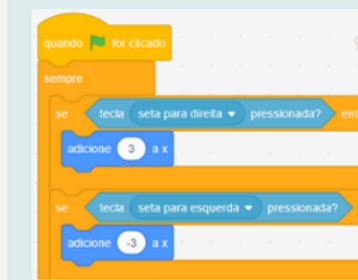 quando for clicado
sempre
se tecla seta para direita pressionada? ent
adicione 3 a x
se tecla seta para esquerda pressionada?
adicione -3 a x